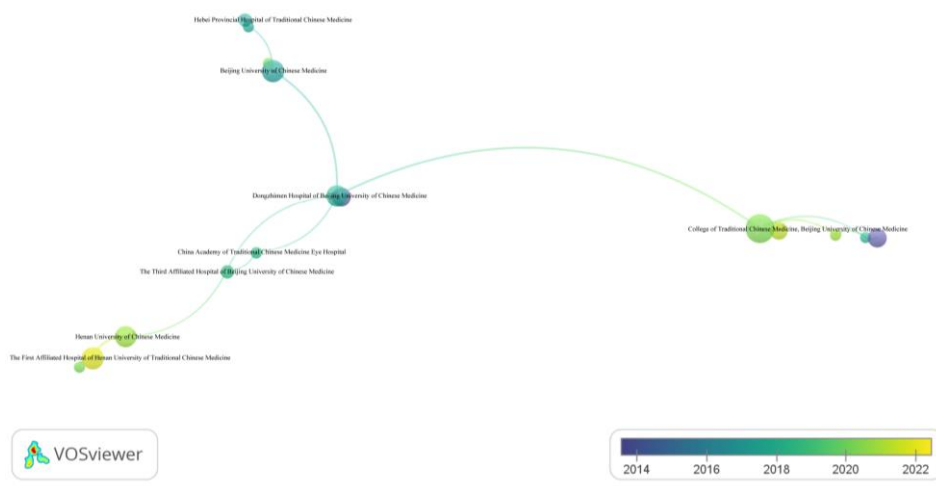 Hebei Provincial Hospital of Traditional Chinese Medicine
Beijing University of Chinese Medicine
Dongzhimen Hospital of Beijing University of Chinese Medicine
College of Traditional Chinese Medicine, Beijing University of Chinese Medicine
China Academy of Traditional Chinese Medicine Eye Hospital
The Third Affiliated Hospital of Beijing University of Chinese Medicine
Henan University of Chinese Medicine
The First Affiliated Hospital of Henan University of Traditional Chinese Medicine
VOSviewer
2014 2016 2018 2020 2022